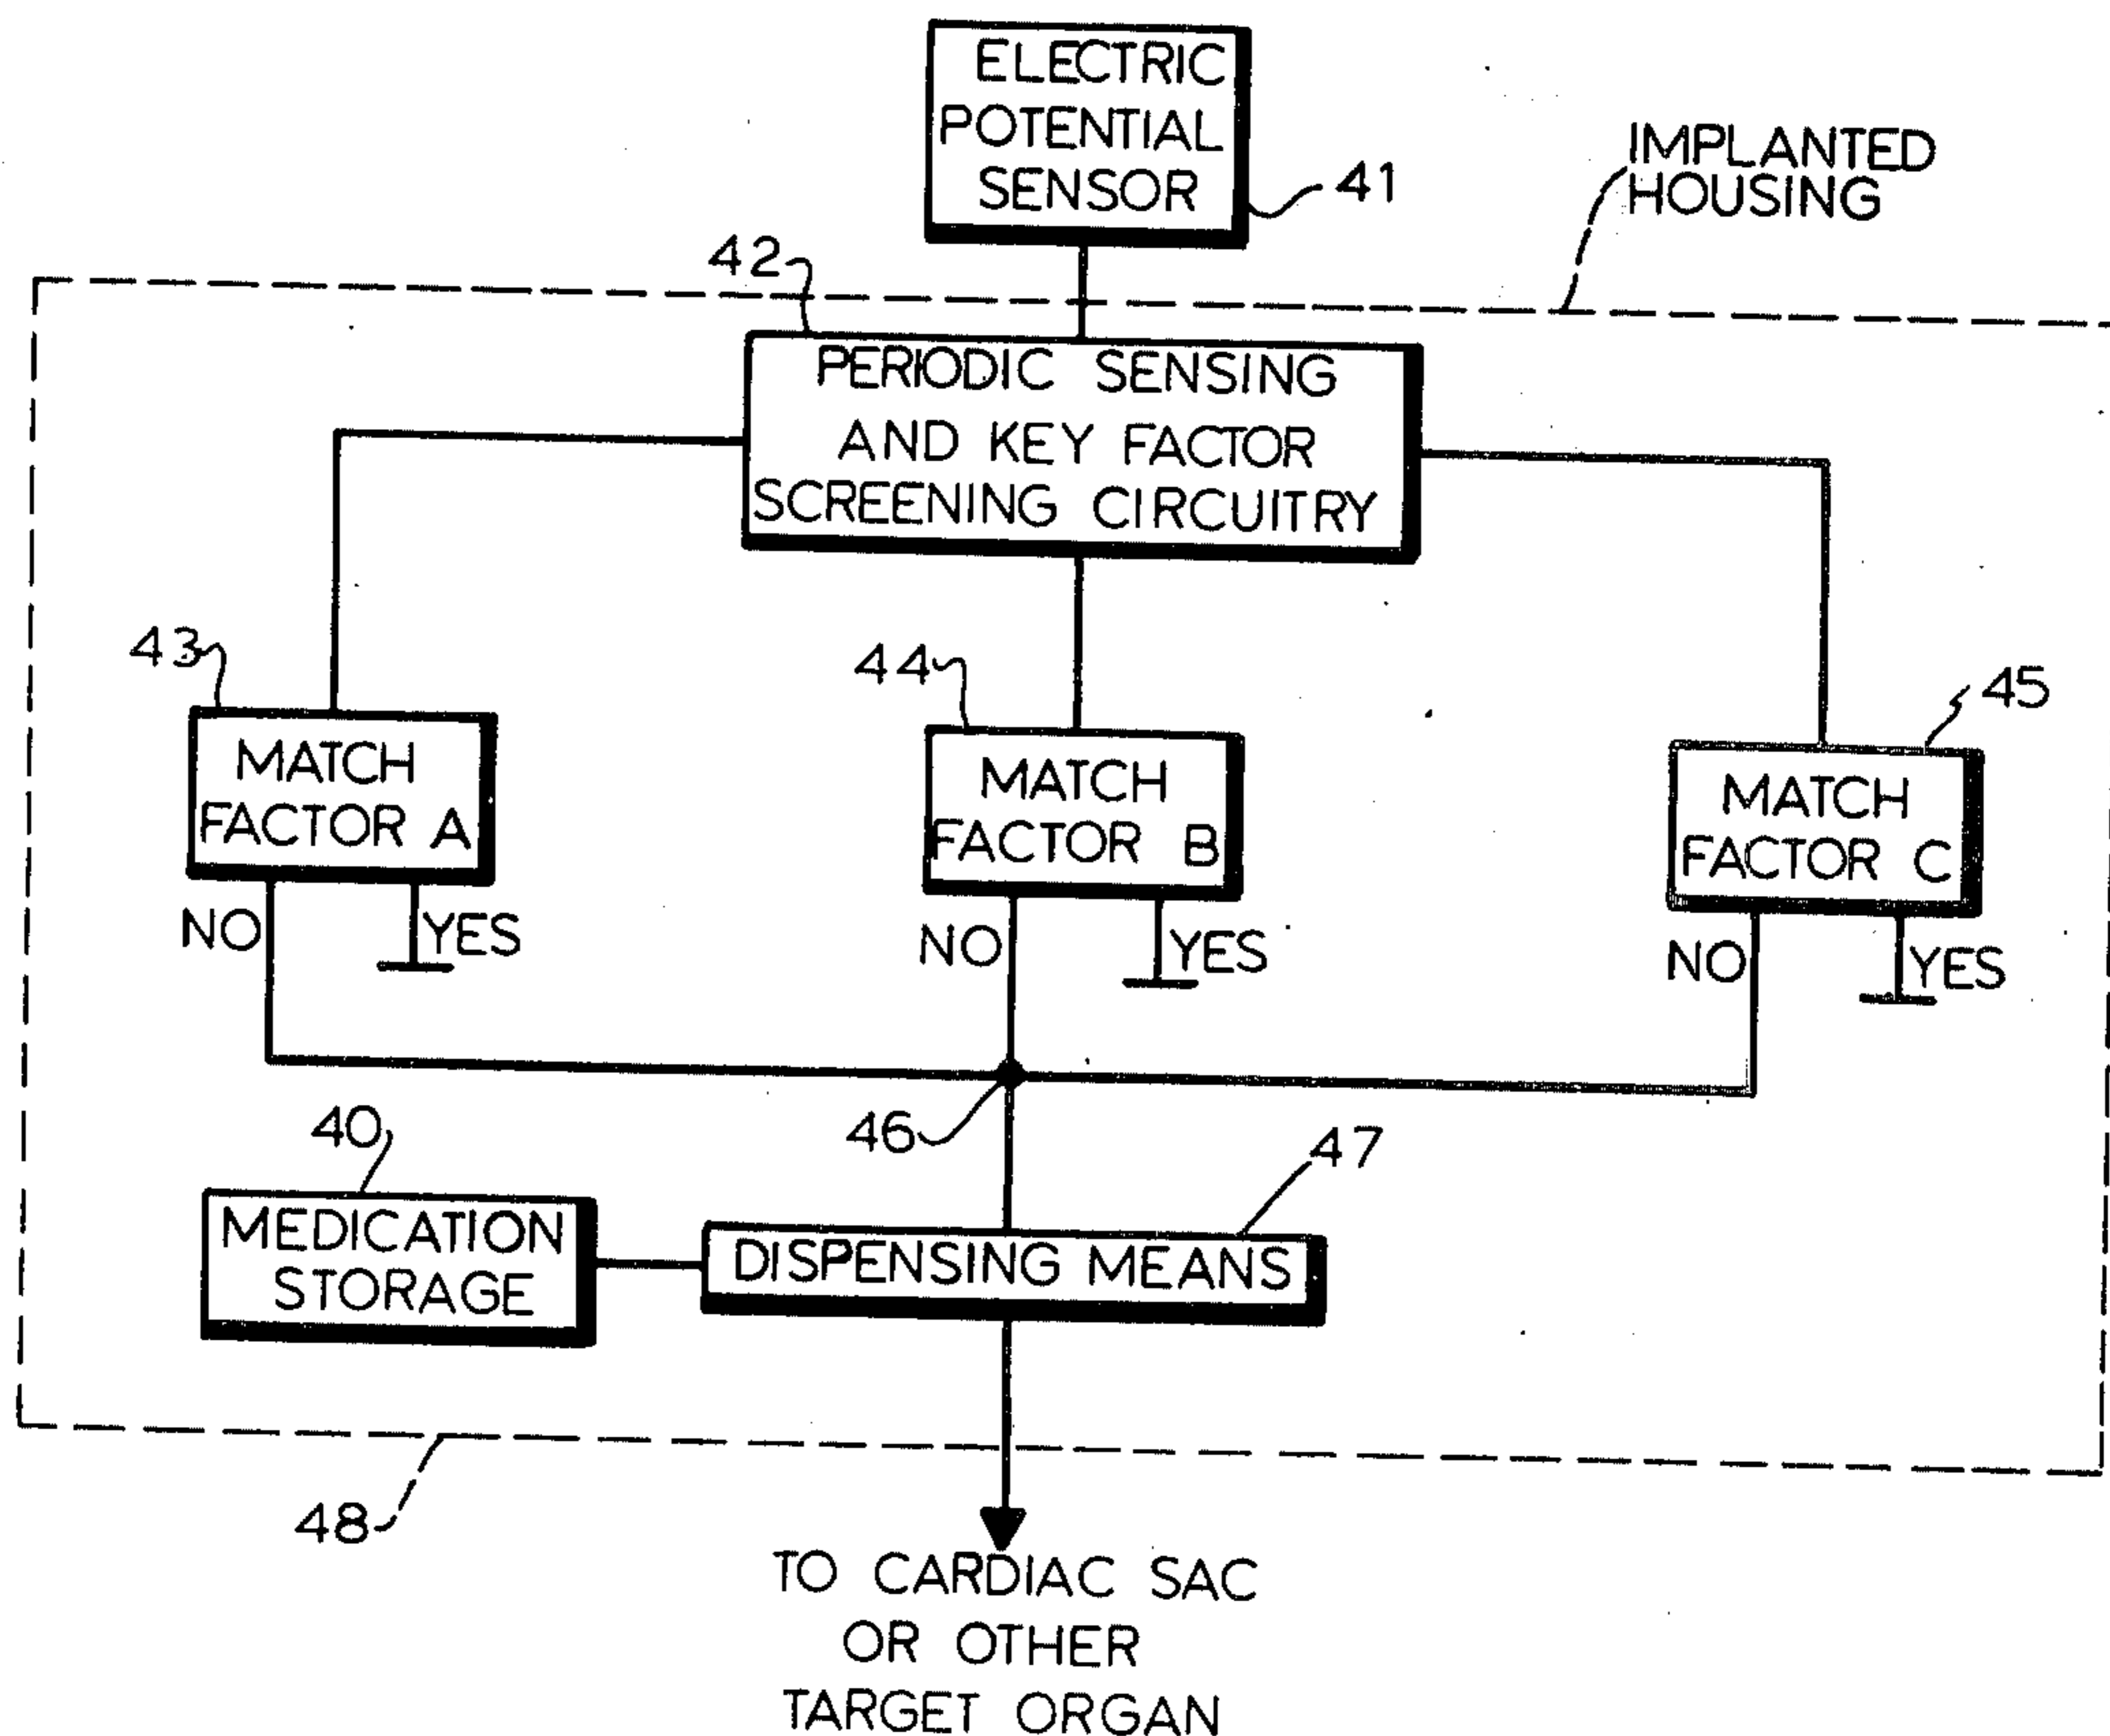 ELECTRIC
POTENTIAL
SENSOR
41
IMPLANTED
HOUSING
42
PERIODIC SENSING
AND KEY FACTOR
SCREENING CIRCUITRY
43
MATCH
FACTOR A
NO
YES
44
MATCH
FACTOR B
NO
YES
45
MATCH
FACTOR C
NO
YES
46
40
MEDICATION
STORAGE
47
DISPENSING MEANS
48
TO CARDIAC SAC
OR OTHER
TARGET ORGAN